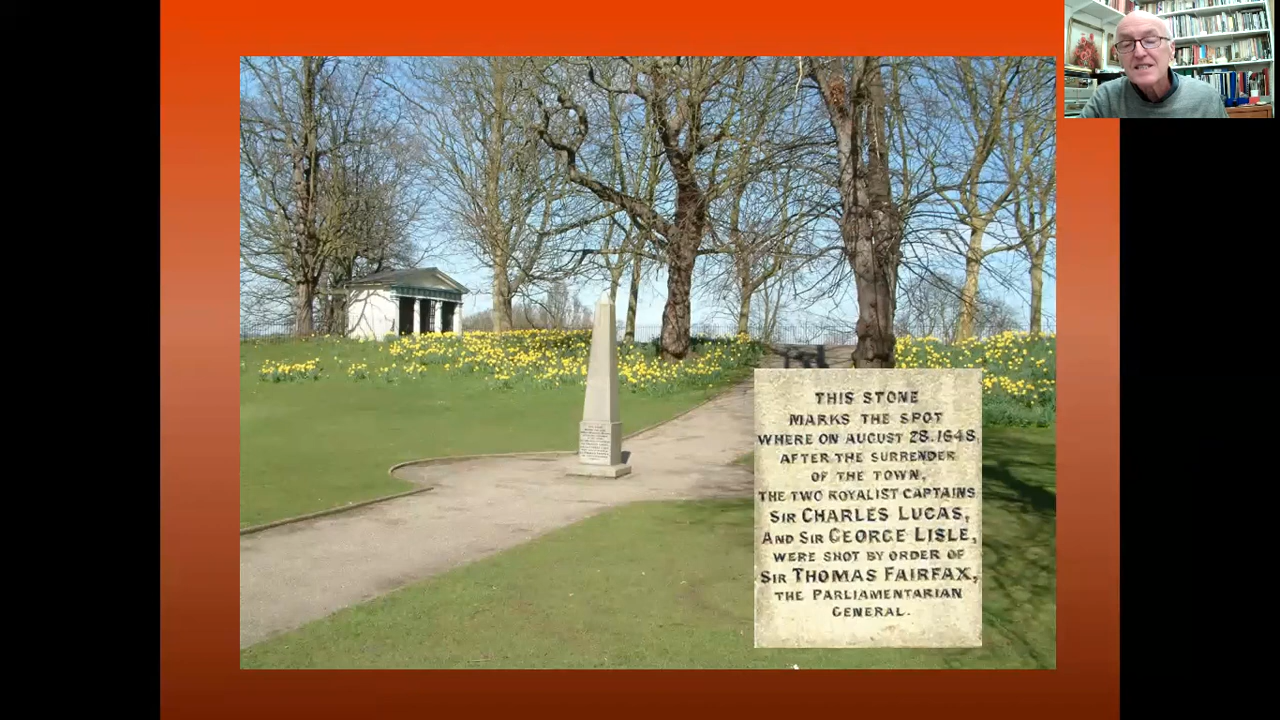 THIS STONE
MARKS THE SPOT
WHERE ON AUGUST 28.1648,
AFTER THE SURRENDER
OF THE TOWN,
THE TWO ROYALIST CAPTAINS
SIR CHARLES LUCAS,
AND SIR GEORGE LISLE,
WERE SHOT BY ORDER OF
SIR THOMAS FAIRFAX,
THE PARLIAMENTARIAN
GENERAL.